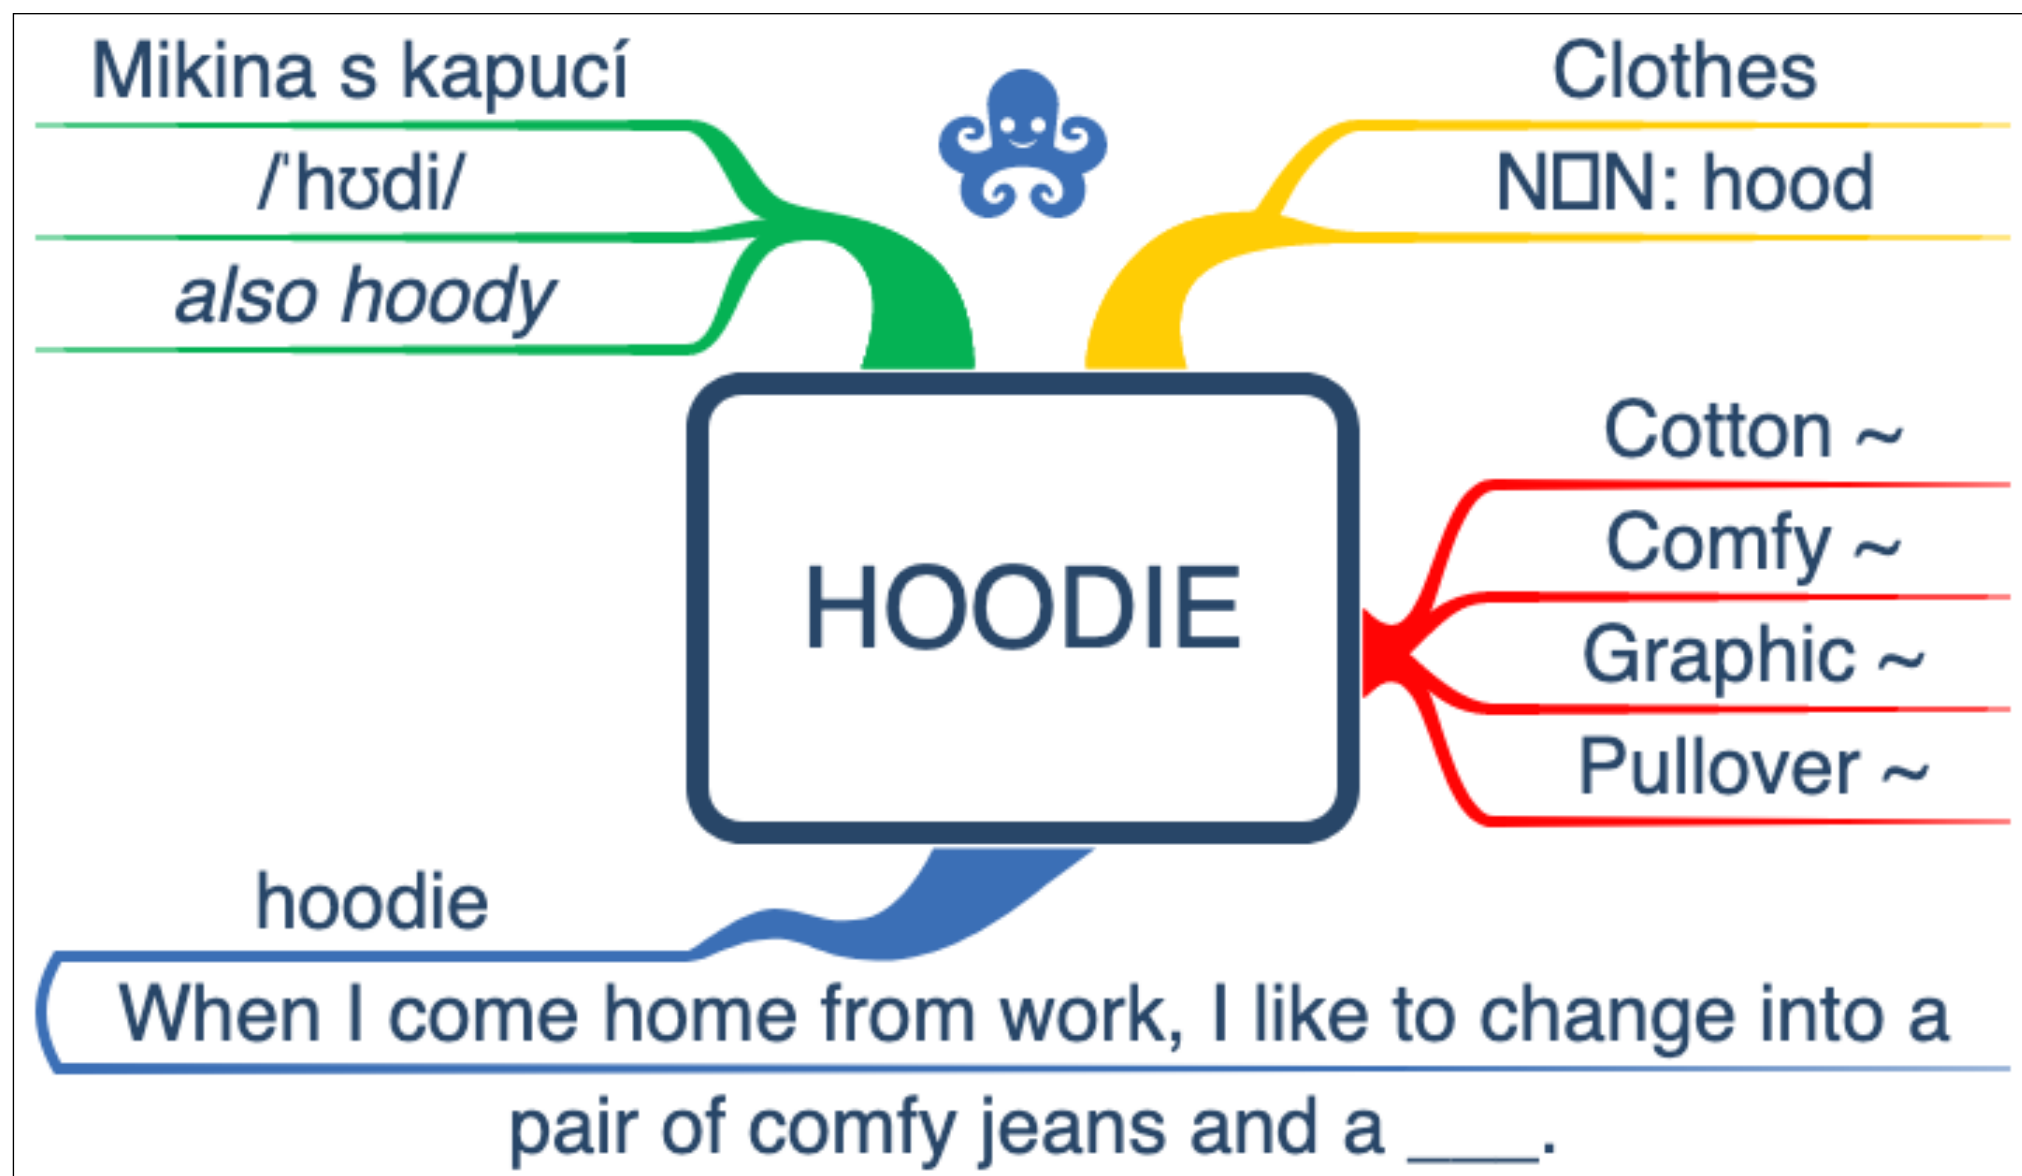 Mikina s kapucí
/ˈhʊdi/
also hoody
Clothes
N□N: hood
HOODIE
Cotton ~
Comfy ~
Graphic ~
Pullover ~
hoodie
When I come home from work, I like to change into a
pair of comfy jeans and a ___.